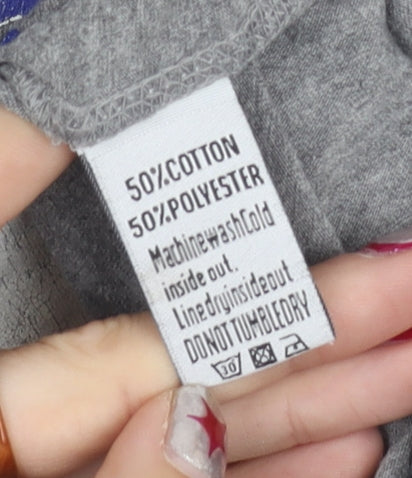 50%COTTON
50%POLYESTER
MachinewashCold
inside out.
Linedryinsideout
DONOTTUMBLEDRY
30